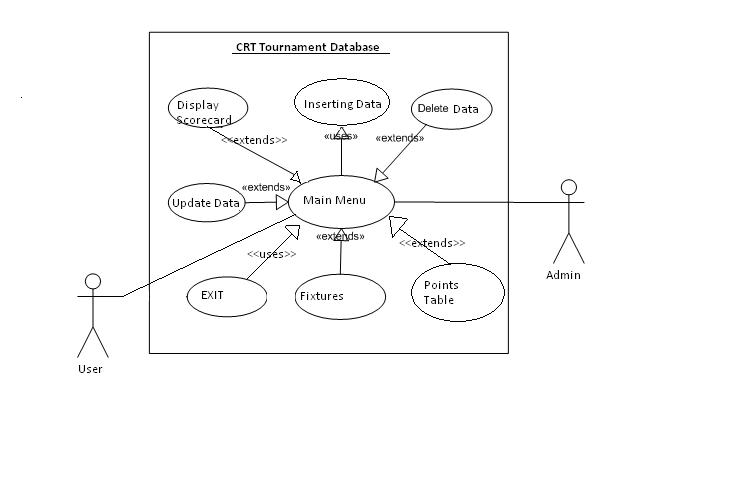 CRT Tournament Database
Display
Scorecard
Inserting Data
Delete Data
<<extends>>
«uses»
«extends»
Update Data
«extends»
Main Menu
<<uses>>
«extends»
<<extends>>
EXIT
Fixtures
Points
Table
Admin
User